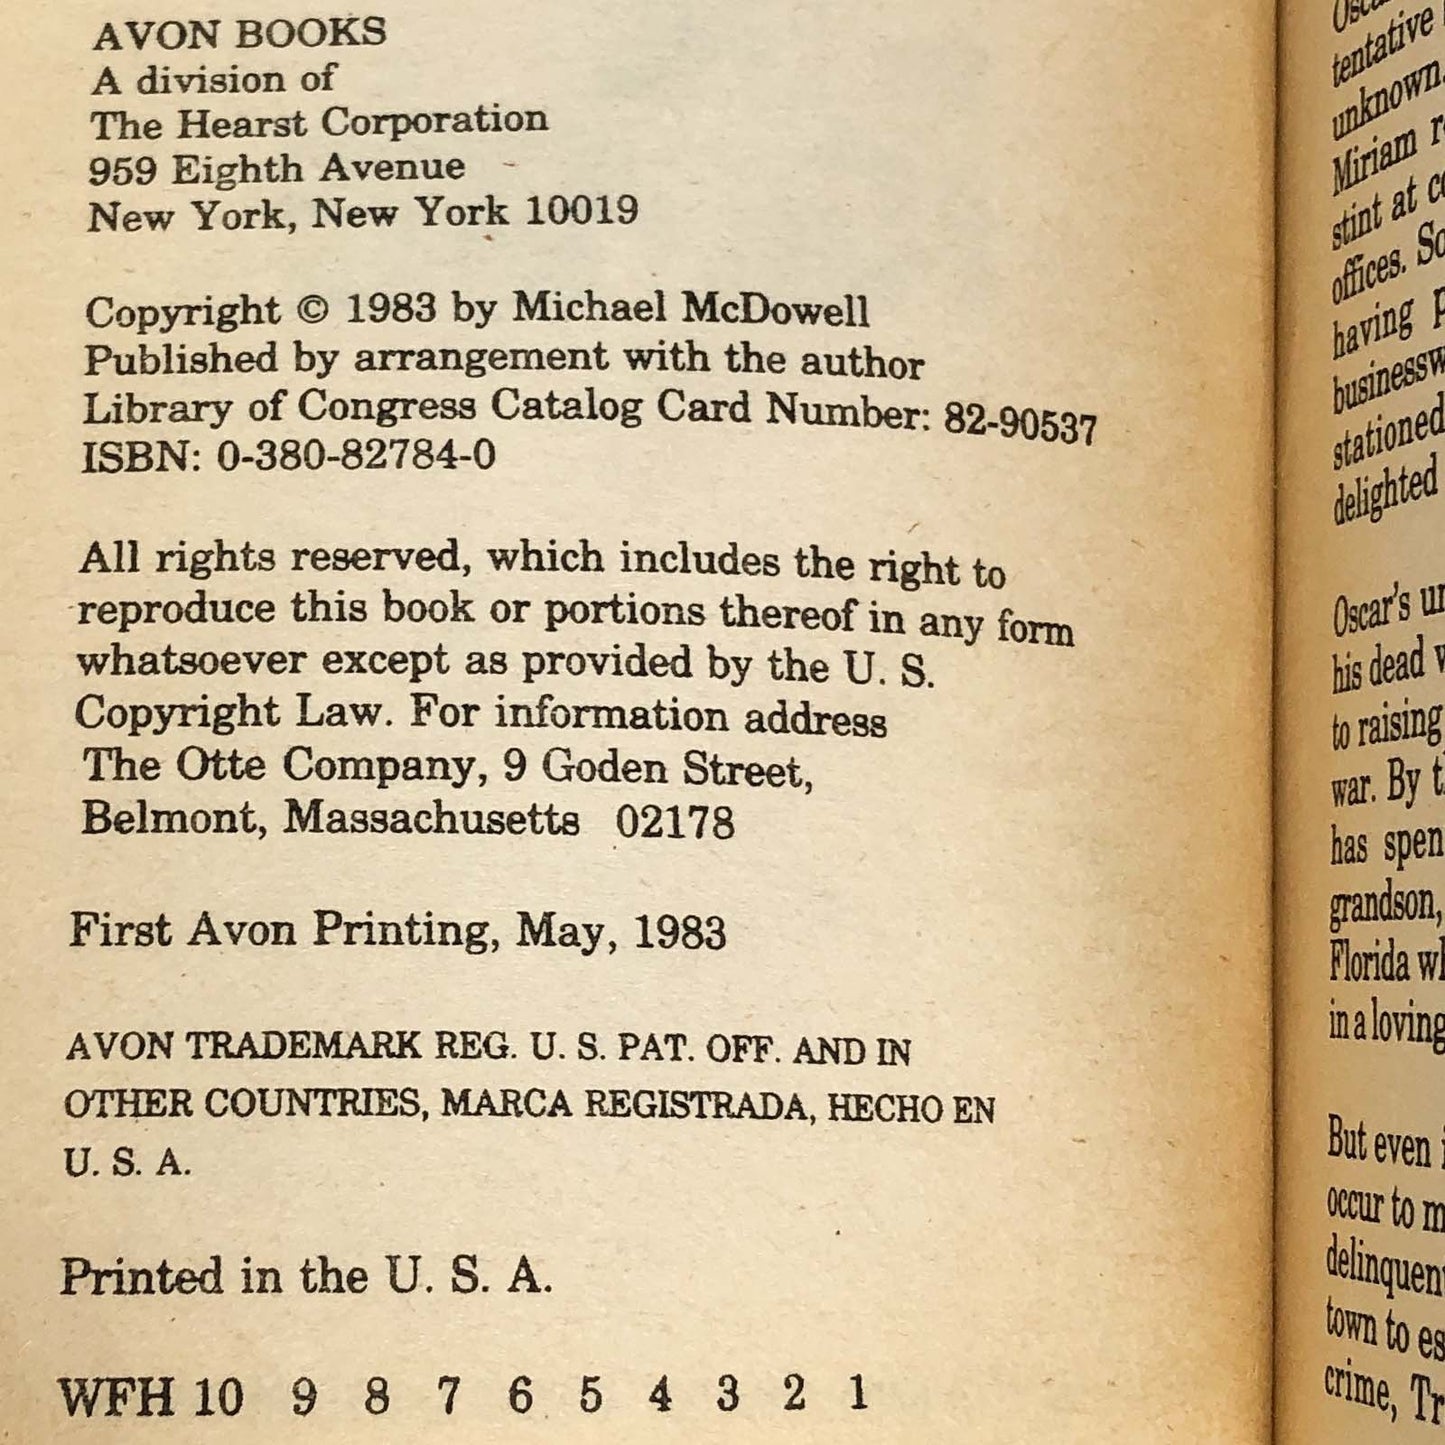 AVON BOOKS
A division of
The Hearst Corporation
959 Eighth Avenue
New York, New York 10019
Copyright © 1983 by Michael McDowell
Published by arrangement with the author
Library of Congress Catalog Card Number: 82-90537
ISBN: 0-380-82784-0
All rights reserved, which includes the right to
reproduce this book or portions thereof in any form
whatsoever except as provided by the U. S.
Copyright Law. For information address
The Otte Company, 9 Goden Street,
Belmont, Massachusetts 02178
First Avon Printing, May, 1983
AVON TRADEMARK REG. U. S. PAT. OFF. AND IN
OTHER COUNTRIES, MARCA REGISTRADA, HECHO EN
U. S. A.
Printed in the U. S. A.
WFH 10 9 8 7 6 5 4 3 2 1
tentative
unknown.
Miriam
stint at
offices.
having
stationed
delighted
Oscar's
his dead
to raising
war. By
has
grandson,
Florida
in a loving
But even
occur to
town to
crime,